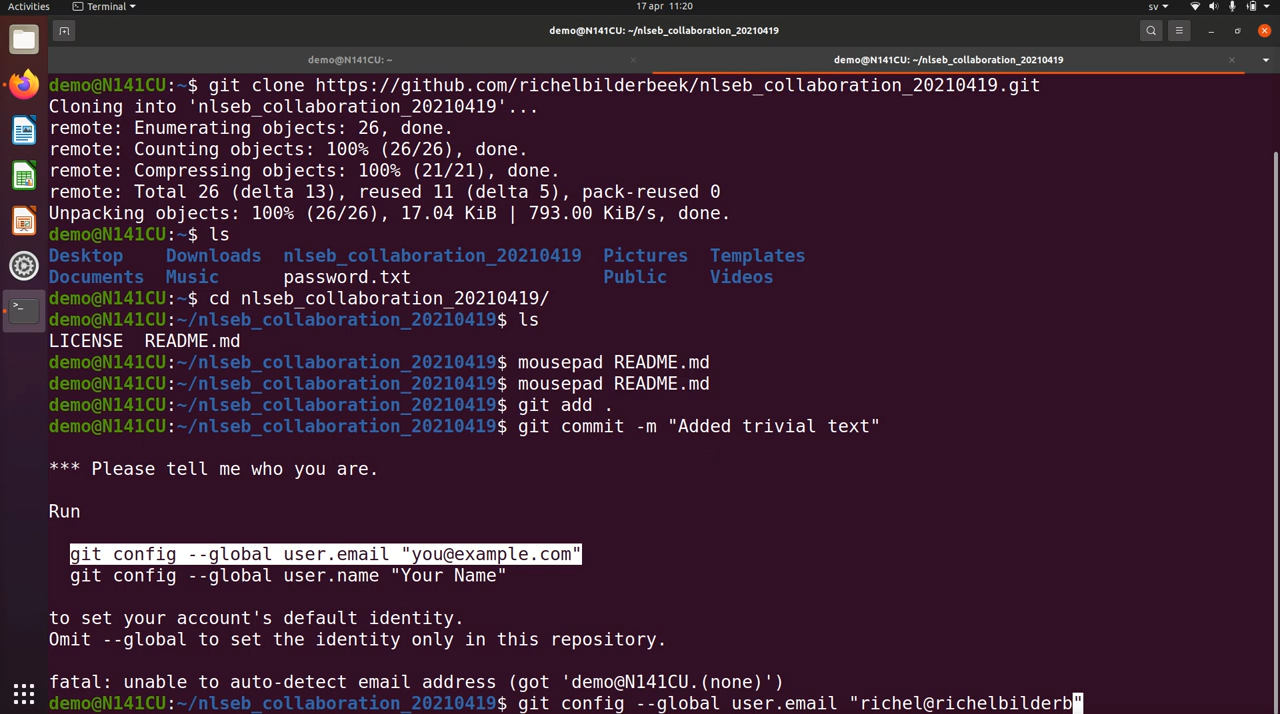 Activities
Terminal
17 apr 11:20
sv
demo@N141CU: ~/nlseb_collaboration_20210419
demo@N141CU: ~
demo@N141CU: ~/nlseb_collaboration_20210419
demo@N141CU:~$ git clone https://github.com/richelbilderbeek/nlseb_collaboration_20210419.git
Cloning into 'nlseb_collaboration_20210419'...
remote: Enumerating objects: 26, done.
remote: Counting objects: 100% (26/26), done.
remote: Compressing objects: 100% (21/21), done.
remote: Total 26 (delta 13), reused 11 (delta 5), pack-reused 0
Unpacking objects: 100% (26/26), 17.04 KiB | 793.00 KiB/s, done.
demo@N141CU:~$ ls
Desktop Downloads nlseb_collaboration_20210419 Pictures Templates
Documents Music password.txt Public Videos
demo@N141CU:~$ cd nlseb_collaboration_20210419/
demo@N141CU:~/nlseb_collaboration_20210419$ ls
LICENSE README.md
demo@N141CU:~/nlseb_collaboration_20210419$ mousepad README.md
demo@N141CU:~/nlseb_collaboration_20210419$ mousepad README.md
demo@N141CU:~/nlseb_collaboration_20210419$ git add .
demo@N141CU:~/nlseb_collaboration_20210419$ git commit -m "Added trivial text"
*** Please tell me who you are.
Run
git config --global user.email "you@example.com"
git config --global user.name "Your Name"
to set your account's default identity.
Omit --global to set the identity only in this repository.
fatal: unable to auto-detect email address (got 'demo@N141CU.(none)')
demo@N141CU:~/nlseb_collaboration_20210419$ git config --global user.email "richel@richelbilderb"